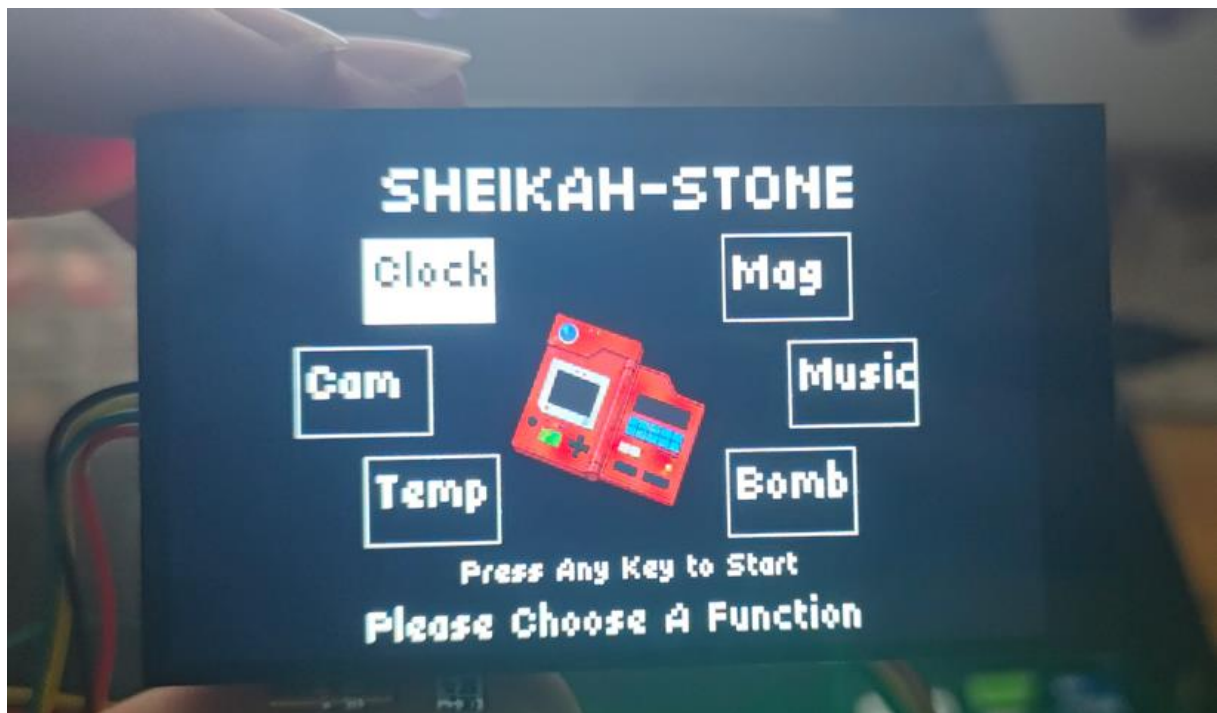 SHEIKAH-STONE
Clock
Mag
Cam
Music
Temp
Bomb
Press Any Key to Start
Please Choose A Function